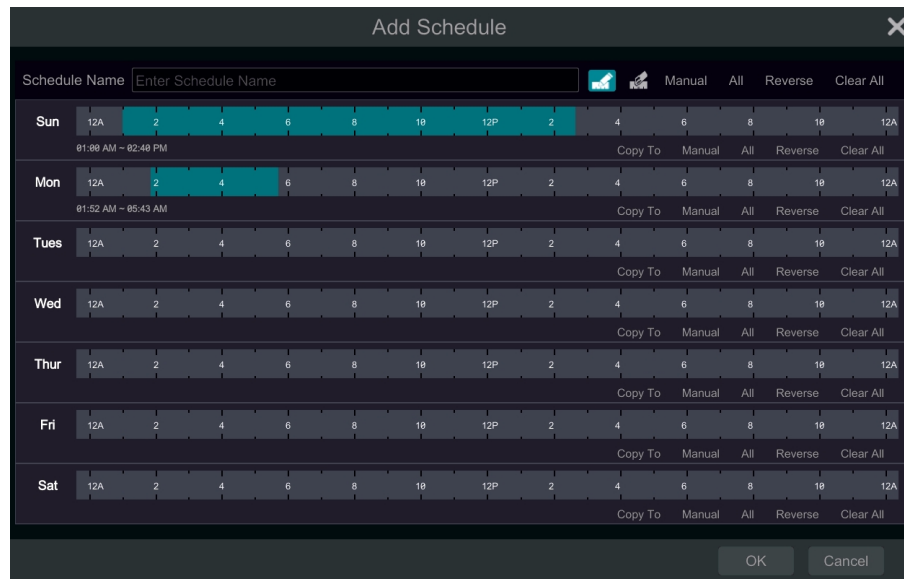 Add Schedule
Schedule Name Enter Schedule Name Manual All Reverse Clear All
Sun 12A 2 4 6 8 10 12P 2 4 6 8 10 12A
01:00 AM ~ 02:40 PM Copy To Manual All Reverse Clear All
Mon 12A 2 4 6 8 10 12P 2 4 6 8 10 12A
01:52 AM ~ 05:43 AM Copy To Manual All Reverse Clear All
Tues 12A 2 4 6 8 10 12P 2 4 6 8 10 12A
Copy To Manual All Reverse Clear All
Wed 12A 2 4 6 8 10 12P 2 4 6 8 10 12A
Copy To Manual All Reverse Clear All
Thur 12A 2 4 6 8 10 12P 2 4 6 8 10 12A
Copy To Manual All Reverse Clear All
Fri 12A 2 4 6 8 10 12P 2 4 6 8 10 12A
Copy To Manual All Reverse Clear All
Sat 12A 2 4 6 8 10 12P 2 4 6 8 10 12A
Copy To Manual All Reverse Clear All
OK Cancel